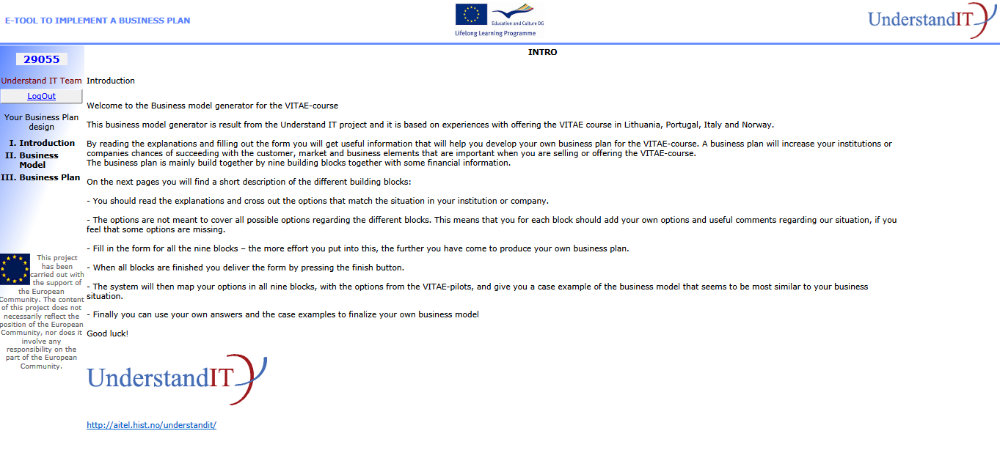 E-TOOL TO IMPLEMENT A BUSINESS PLAN
Education and Culture DG
Lifelong Learning Programme
UnderstandIT
29055
Understand IT Team
LogOut
Your Business Plan
design
I. Introduction
II. Business
Model
III. Business Plan
This project
has been
carried out with
the support of
the European
Community. The content
of this project does not
necessarily reflect the
position of the European
Community, nor does it
involve any
responsibility on the
part of the European
Community.
INTRO
Introduction
Welcome to the Business model generator for the VITAE-course
This business model generator is result from the Understand IT project and it is based on experiences with offering the VITAE course in Lithuania, Portugal, Italy and Norway.
By reading the explanations and filling out the form you will get useful information that will help you develop your own business plan for the VITAE-course. A business plan will increase your institutions or
companies chances of succeeding with the customer, market and business elements that are important when you are selling or offering the VITAE-course.
The business plan is mainly build together by nine building blocks together with some financial information.
On the next pages you will find a short description of the different building blocks:
- You should read the explanations and cross out the options that match the situation in your institution or company.
- The options are not meant to cover all possible options regarding the different blocks. This means that you for each block should add your own options and useful comments regarding our situation, if you
feel that some options are missing.
- Fill in the form for all the nine blocks – the more effort you put into this, the further you have come to produce your own business plan.
- When all blocks are finished you deliver the form by pressing the finish button.
- The system will then map your options in all nine blocks, with the options from the VITAE-pilots, and give you a case example of the business model that seems to be most similar to your business
situation.
- Finally you can use your own answers and the case examples to finalize your own business model
Good luck!
UnderstandIT
http://aitel.hist.no/understandit/